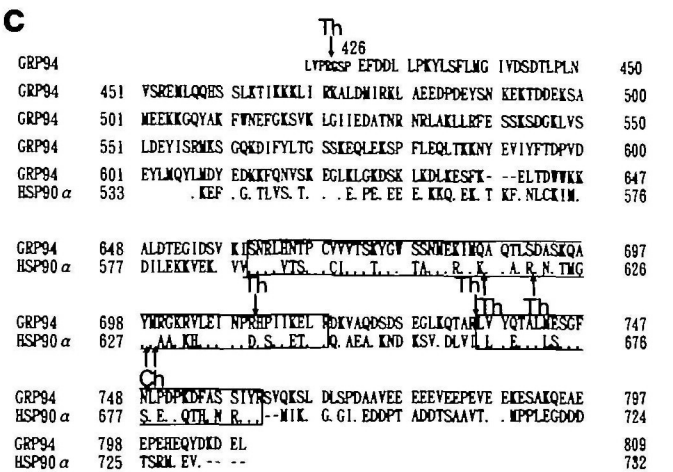 C
Th
LVPRGSP 426
GRP94 EFDDL LPKYLSFLMG IVDSDTLPLN 450
GRP94 451 VSREMLQQHS SLKTIKKKLI RKALDMIRKL AEEDPDEYSN KEKTDDEKSA 500
GRP94 501 MEEKKGQYAK FWNEFGKSVK LGIIEDATNR NRLAKLLRFE SSKSDGKLVS 550
GRP94 551 LDEYISRMKS GQKDIFYLTG SSKEQLEKSP FLEQLTKKNY EVIYFTDPVD 600
GRP94 601 EYLMQYLMDY EDKKFQNVSK EGLKLGKDSK LKDLKESFK- --ELTDWWKK 647
HSP90α 533 .KEF .G.TLVS.T. ..E.PE.EE E.KKQ.EK.T KF.NLCKIM. 576
GRP94 648 ALDTEGIDSV KISNRLHNTP CVVVTSKYGW SSNMEKIMQA QTLSDASKQA 697
HSP90α 577 DILEKKVEK. VV....VTS. .CI...T... .TA...R..K. ..A.R.N.TMG 626
Th Th
Th Th
GRP94 698 YMRGKRVLEI NPRHPIIKEL RDKVAQDSDS EGLKQTARLV YQTALMESGF 747
HSP90α 627 ...AA.KH.. ...D.S..ET.. .Q.AEA.KND KSV.DLVI.L .E...LS... 676
Ch
GRP94 748 NLPDPKDFAS SIYRSVQKSL DLSPDAAVEE EEEVEEPEVE EKESAKQEAE 797
HSP90α 677 S.E..QTH.N R...--MIK. G.GI.EDDPT ADDTSAAVT. .MPPLEGDDD 724
GRP94 798 EPEHEQYDKD EL 809
HSP90α 725 TSRM.EV.-- -- 732